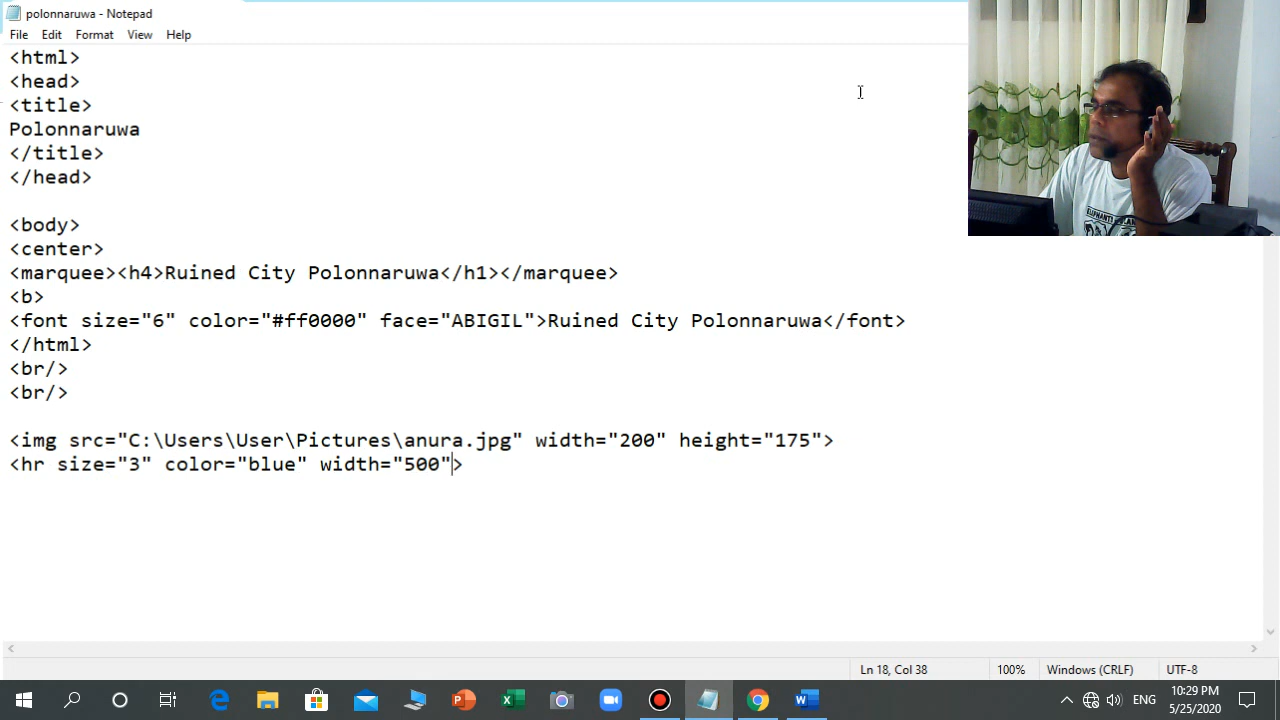 polonnaruwa - Notepad
File Edit Format View Help
<html>
<head>
<title>
Polonnaruwa
</title>
</head>
<body>
<center>
<marquee><h4>Ruined City Polonnaruwa</h1></marquee>
<b>
<font size="6" color="#ff0000" face="ABIGIL">Ruined City Polonnaruwa</font>
</html>
<br/>
<br/>
<img src="C:\Users\User\Pictures\anura.jpg" width="200" height="175">
<hr size="3" color="blue" width="500">
Ln 18, Col 38 100% Windows (CRLF) UTF-8
ENG 10:29 PM
5/25/2020